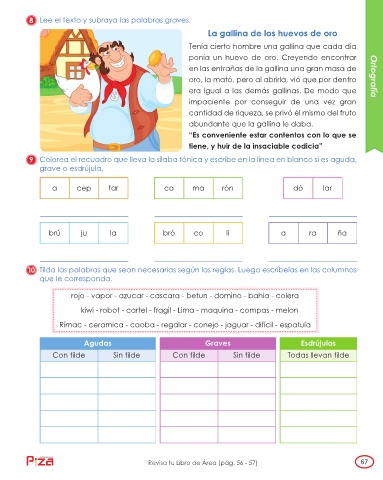 8 Lee el texto y subraya las palabras graves.
La gallina de los huevos de oro
Tenía cierto hombre una gallina que cada día
ponía un huevo de oro. Creyendo encontrar
en las entrañas de la gallina una gran masa de
oro, la mató, pero al abrirla, vió que por dentro
era igual a las demás gallinas. De modo que
impaciente por conseguir de una vez gran
cantidad de riqueza, se privó él mismo del fruto
abundante que la gallina le daba.
"Es conveniente estar contentos con lo que se
tiene, y huir de la insaciable codicia"
Ortografía
9 Colorea el recuadro que lleva la sílaba tónica y escribe en la línea en blanco si es aguda,
grave o esdrújula.
a cep tar ca ma rón dó lar
brú ju la bró co li a ra ña
10 Tilda las palabras que sean necesarias según las reglas. Luego escríbelas en las columnas
que le corresponda.
rojo - vapor - azucar - cascara - betun - domino - bahia - colera
kiwi - robot - cartel - fragil - Lima - maquina - compas - melon
Rimac - ceramica - caoba - regalar - conejo - jaguar - dificil - espatula
Agudas Graves Esdrújulas
Con tilde Sin tilde Con tilde Sin tilde Todas llevan tilde
Revisa tu Libro de Área (pág. 56 - 57)
67